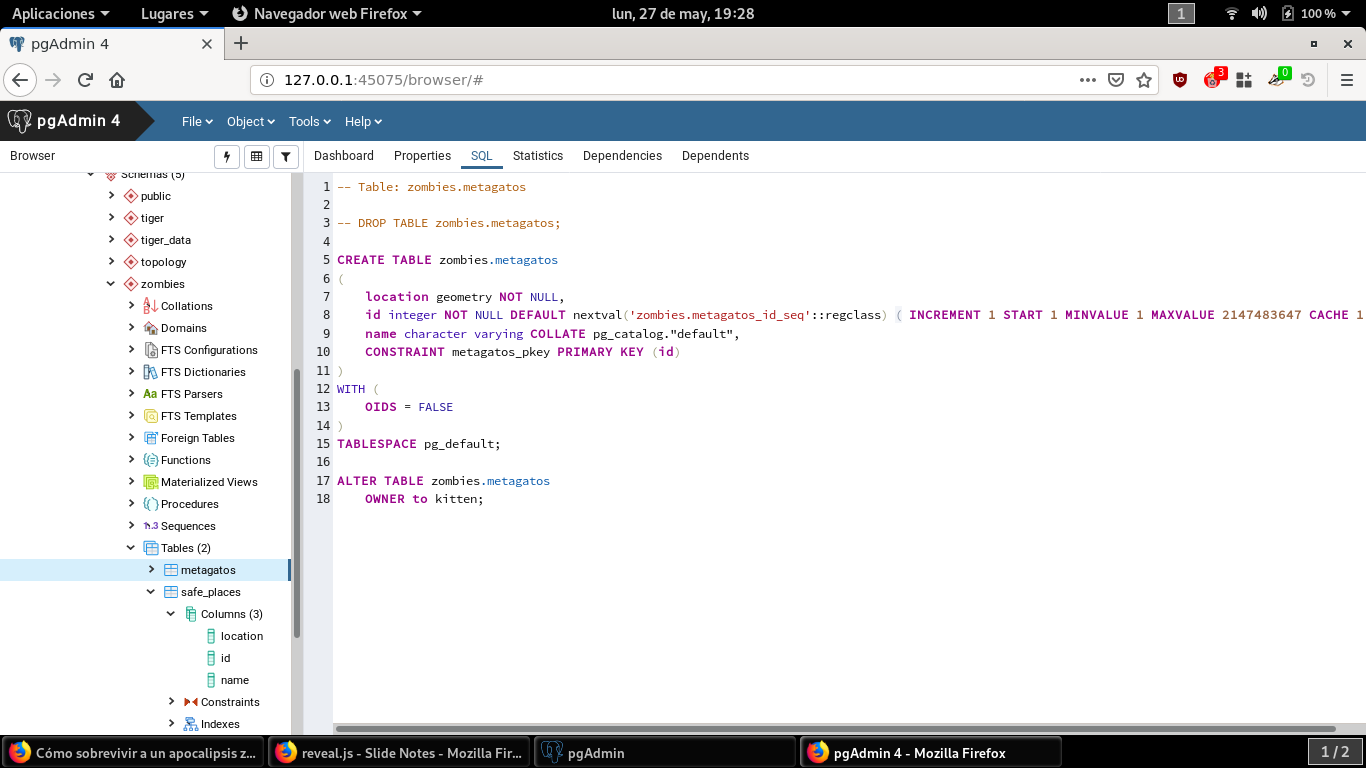 Aplicaciones Lugares Navegador web Firefox lun, 27 de may, 19:28 1 100 %
pgAdmin 4
127.0.0.1:45075/browser/# 3 0
pgAdmin 4 File Object Tools Help
Browser Dashboard Properties SQL Statistics Dependencies Dependents
Schemas (5)
public
tiger
tiger_data
topology
zombies
Collations
Domains
FTS Configurations
FTS Dictionaries
FTS Parsers
FTS Templates
Foreign Tables
Functions
Materialized Views
Procedures
Sequences
Tables (2)
metagatos
safe_places
Columns (3)
location
id
name
Constraints
Indexes
1 -- Table: zombies.metagatos
2
3 -- DROP TABLE zombies.metagatos;
4
5 CREATE TABLE zombies.metagatos
6 (
7 location geometry NOT NULL,
8 id integer NOT NULL DEFAULT nextval('zombies.metagatos_id_seq'::regclass) ( INCREMENT 1 START 1 MINVALUE 1 MAXVALUE 2147483647 CACHE 1
9 name character varying COLLATE pg_catalog."default",
10 CONSTRAINT metagatos_pkey PRIMARY KEY (id)
11 )
12 WITH (
13 OIDS = FALSE
14 )
15 TABLESPACE pg_default;
16
17 ALTER TABLE zombies.metagatos
18 OWNER to kitten;
Cómo sobrevivir a un apocalipsis z... reveal.js - Slide Notes - Mozilla Fir... pgAdmin pgAdmin 4 - Mozilla Firefox 1 / 2